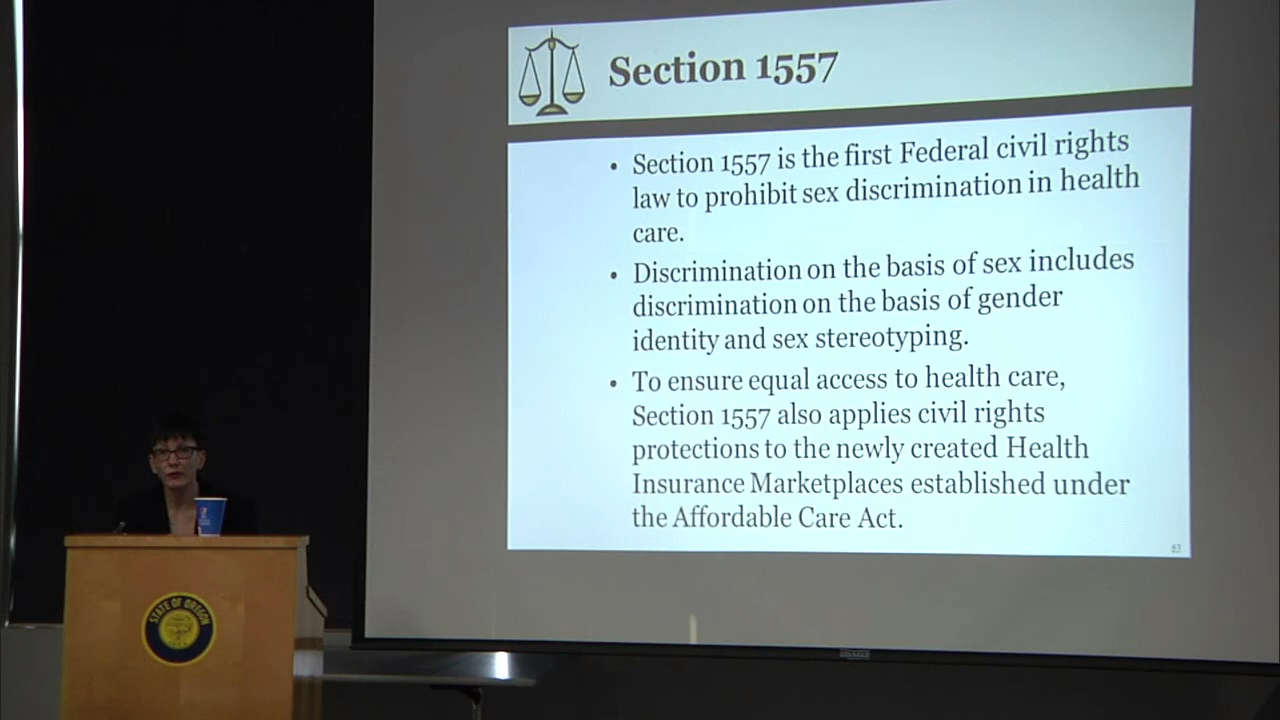 Section 1557
• Section 1557 is the first Federal civil rights
law to prohibit sex discrimination in health
care.
• Discrimination on the basis of sex includes
discrimination on the basis of gender
identity and sex stereotyping.
• To ensure equal access to health care,
Section 1557 also applies civil rights
protections to the newly created Health
Insurance Marketplaces established under
the Affordable Care Act.
63
STATE OF OREGON